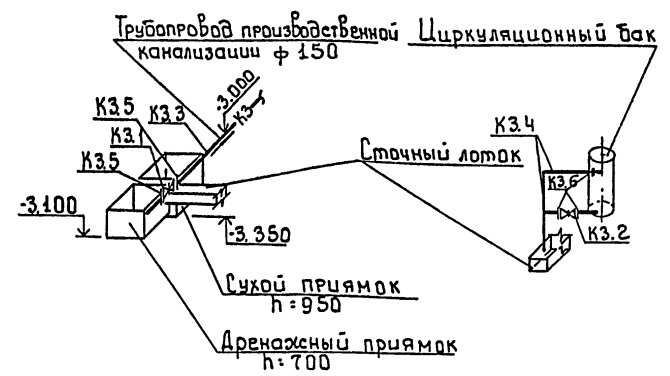 Трубопровод производственной
канализации ф 150
Циркуляционный бак
-3.000
К3
К3.5
К3.3
К3.1
К3.5
К3.4
Сточный лоток
К3.6
-3.100
-3.350
К3.2
Сухой приямок
h=950
Дренажный приямок
h=700